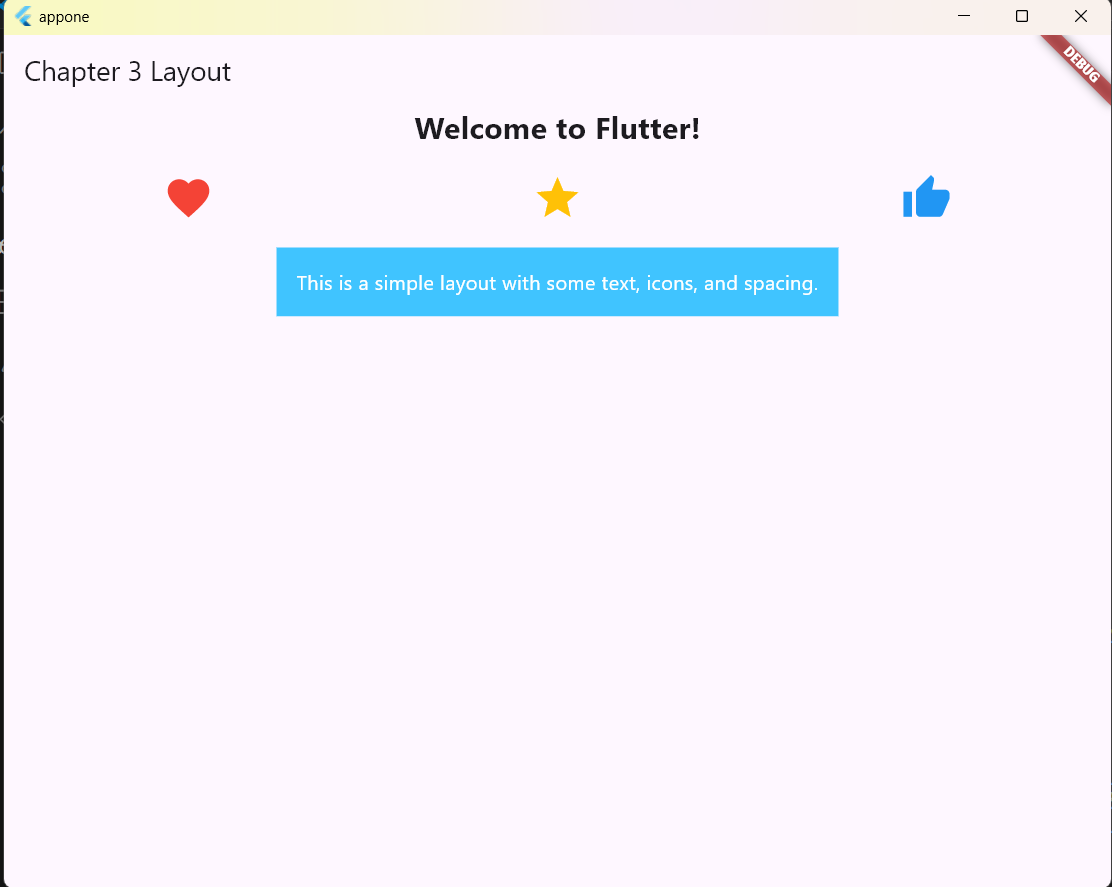 appone
DEBUG
Chapter 3 Layout
Welcome to Flutter!
This is a simple layout with some text, icons, and spacing.